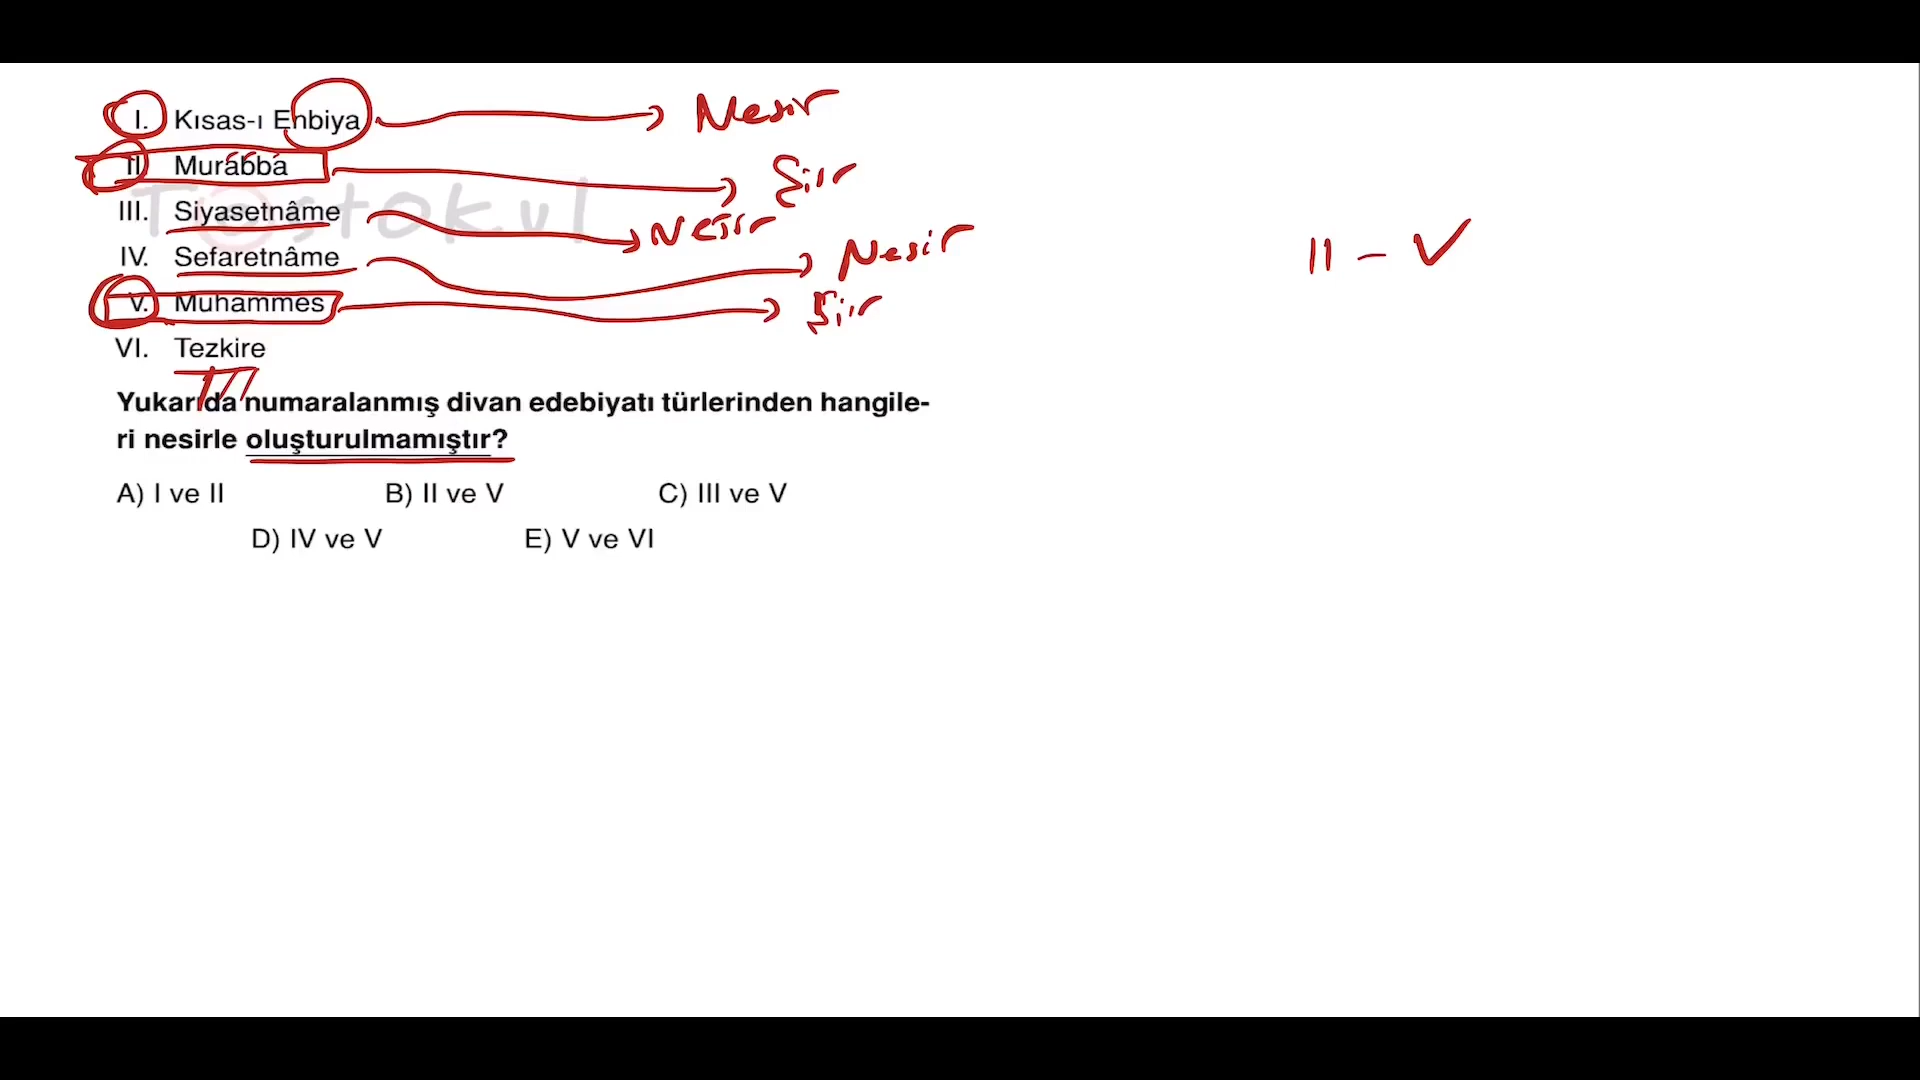 I. Kısas-ı Enbiya → Nesir
II. Murabba → Şiir
III. Siyasetnâme → Nesir
IV. Sefaretnâme → Nesir
V. Muhammes → Şiir
VI. Tezkire
II - V
Tostokul
Yukarıda numaralanmış divan edebiyatı türlerinden hangile-
ri nesirle oluşturulmamıştır?
A) I ve II B) II ve V C) III ve V
D) IV ve V E) V ve VI